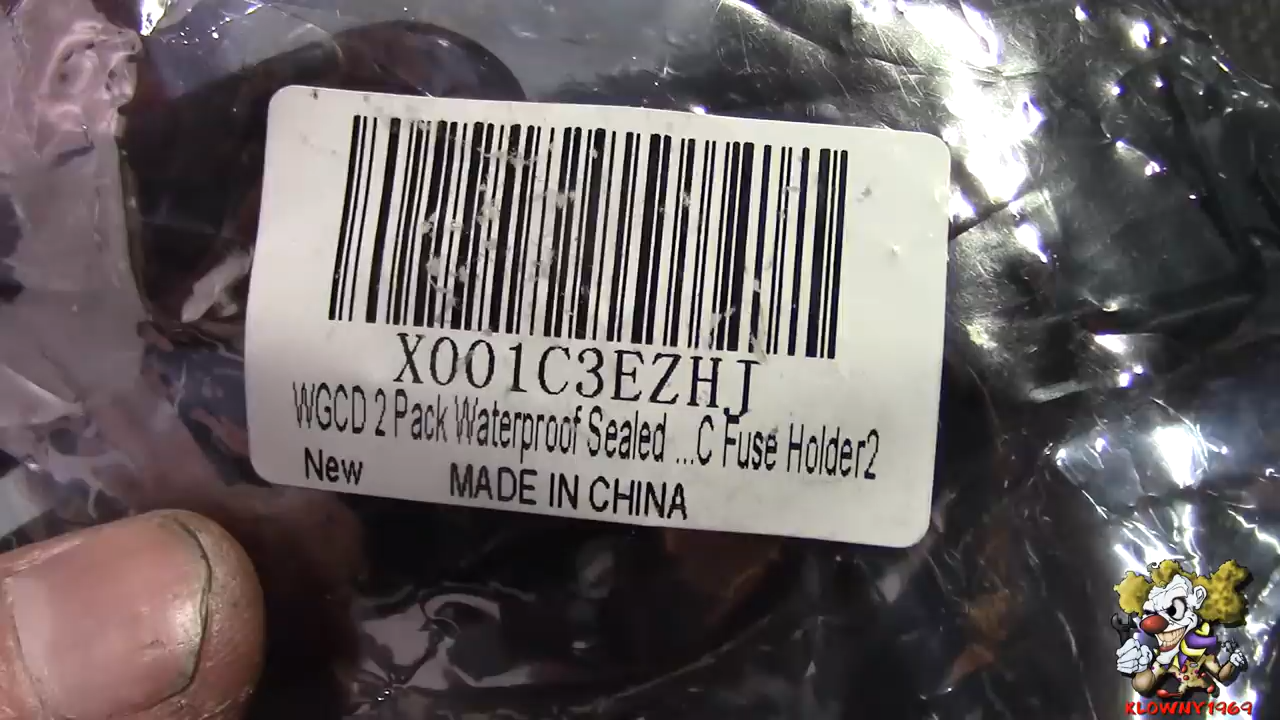 X001C3EZHJ
WGCD 2 Pack Waterproof Sealed ...C Fuse Holder2
New MADE IN CHINA
KLOWNY1969